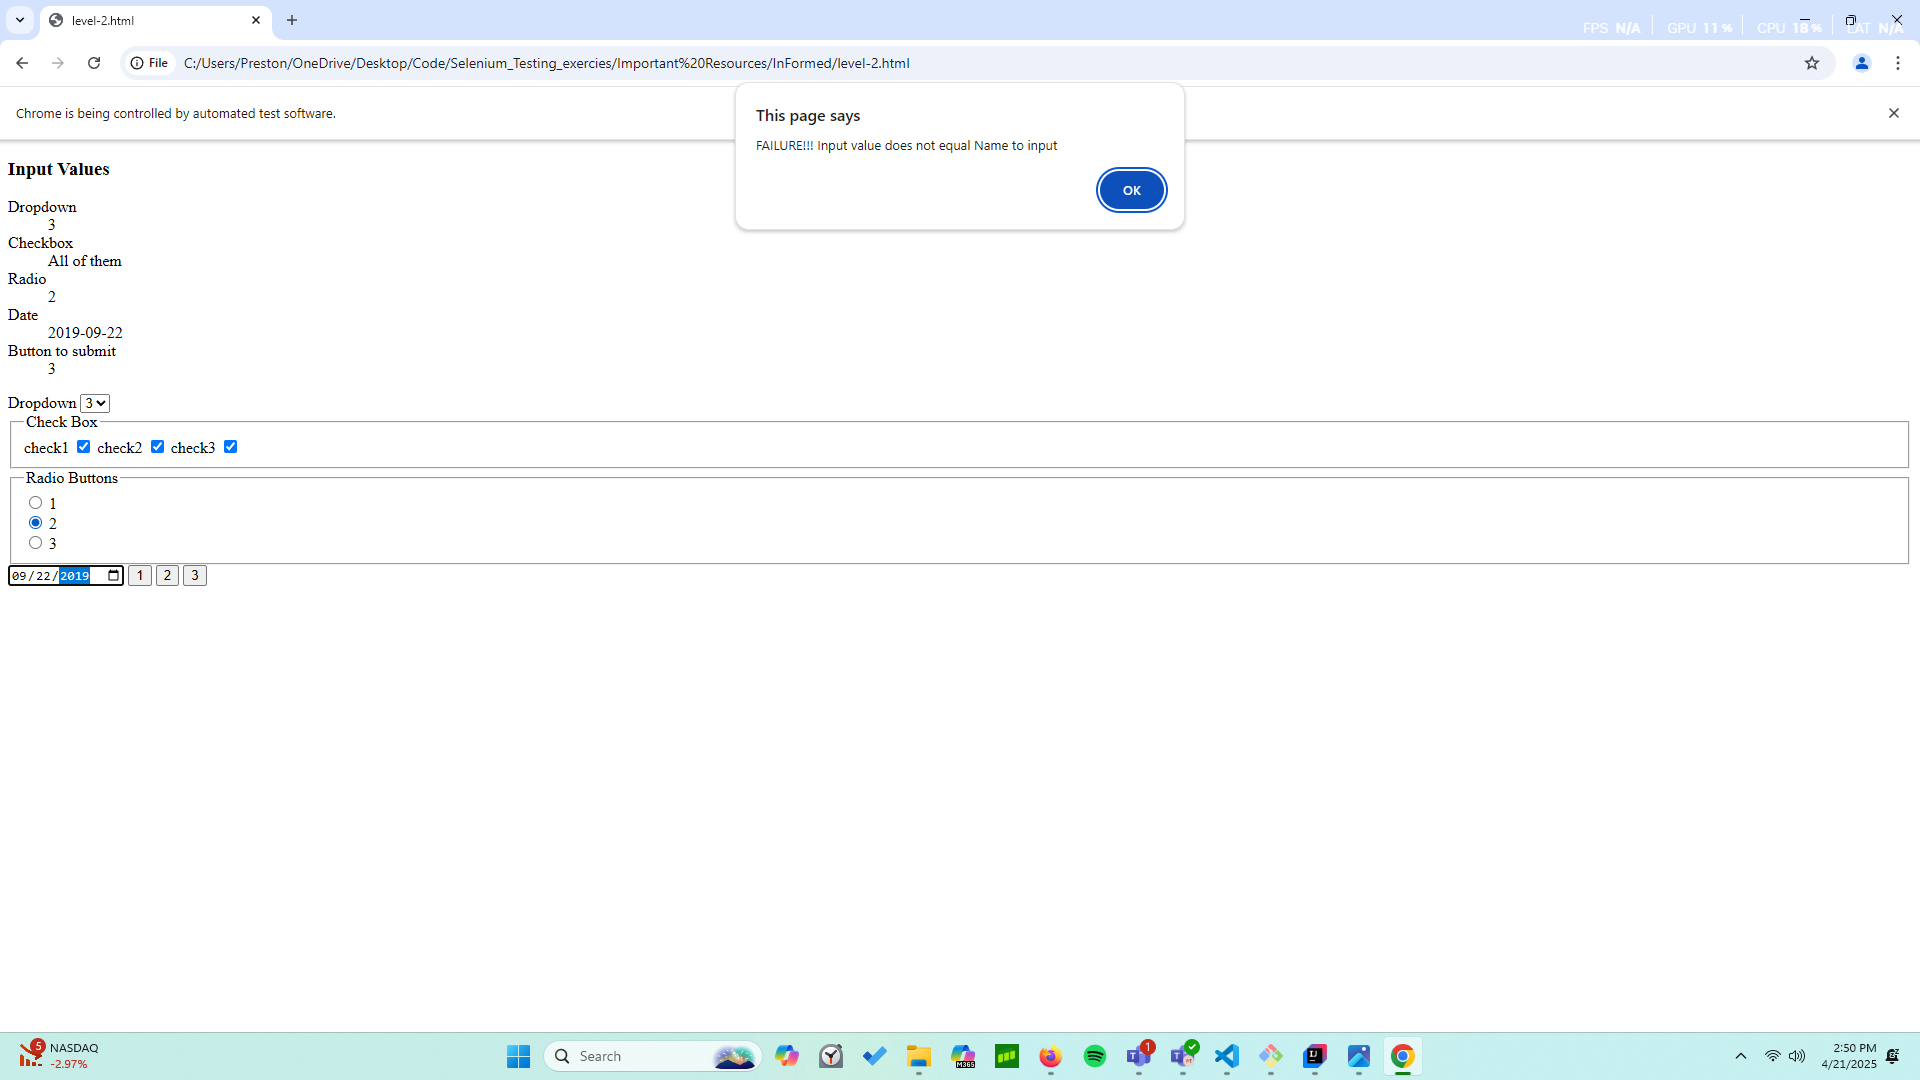 level-2.html
FPS N/A GPU 11 % CPU 18 % LAT N/A
File C:/Users/Preston/OneDrive/Desktop/Code/Selenium_Testing_exercies/Important%20Resources/InFormed/level-2.html
Chrome is being controlled by automated test software.
This page says
FAILURE!!! Input value does not equal Name to input
OK
Input Values
Dropdown
3
Checkbox
All of them
Radio
2
Date
2019-09-22
Button to submit
3
Dropdown 3
Check Box
check1 check2 check3
Radio Buttons
1
2
3
09/22/2019 1 2 3
5 NASDAQ
-2.97%
Search
M365
1
2:50 PM
4/21/2025